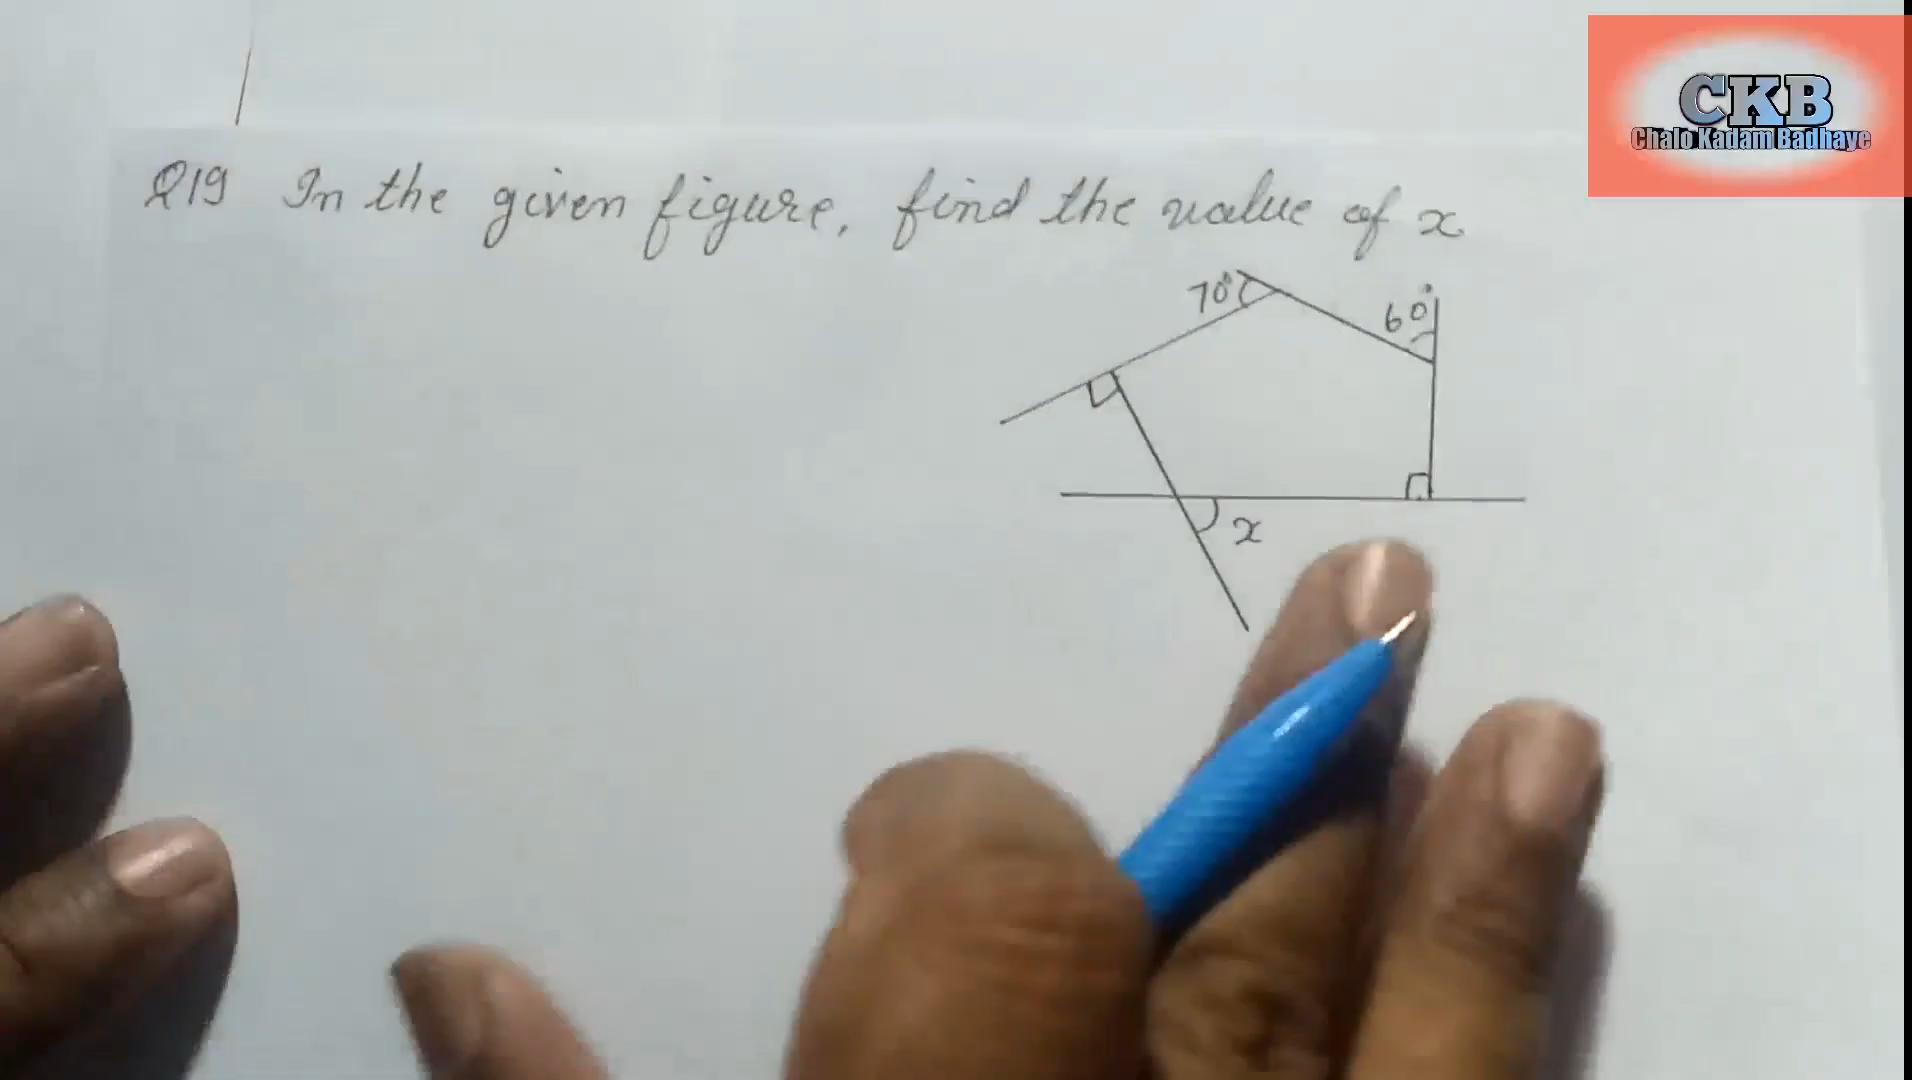 CKB
Chalo Kadam Badhaye
Q19 In the given figure, find the value of x.
70°
60°
x